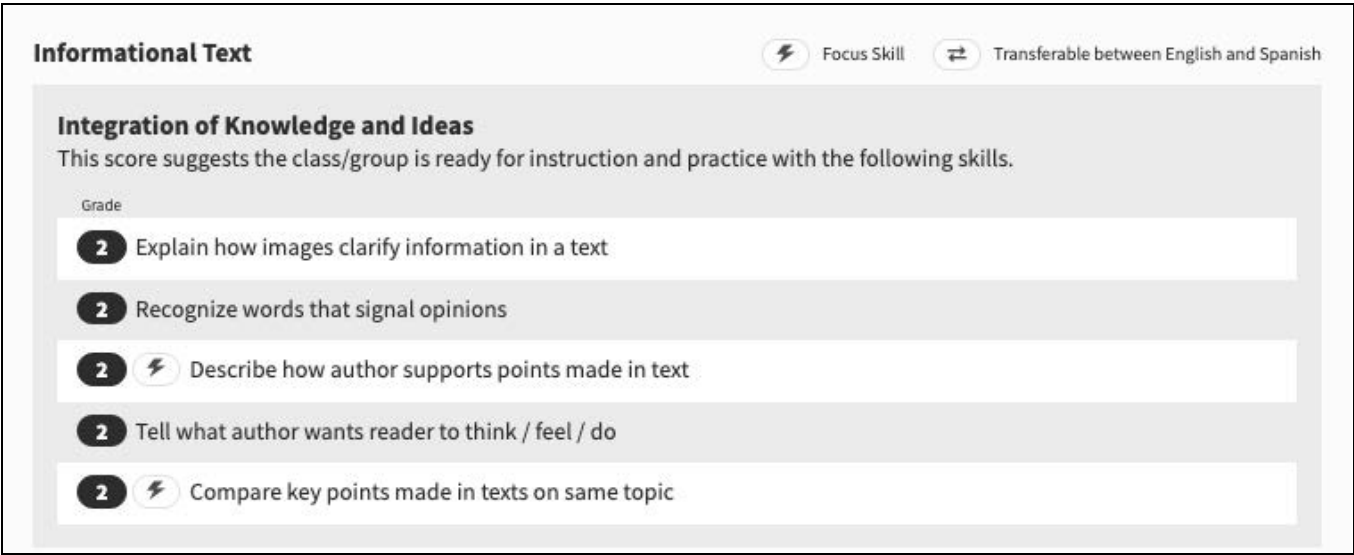 Informational Text
Focus Skill
Transferable between English and Spanish
Integration of Knowledge and Ideas
This score suggests the class/group is ready for instruction and practice with the following skills.
Grade
2 Explain how images clarify information in a text
2 Recognize words that signal opinions
2 Describe how author supports points made in text
2 Tell what author wants reader to think / feel / do
2 Compare key points made in texts on same topic